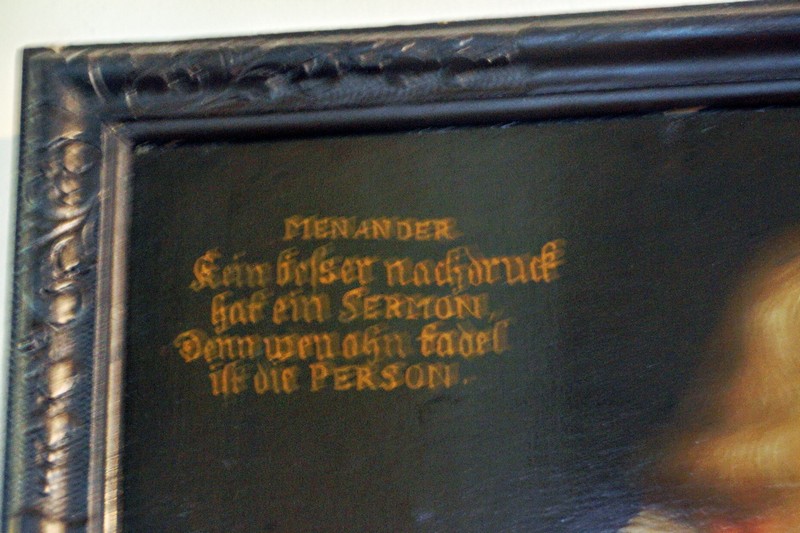 MENANDER
Kein besser nachdruck
hat ein SERMON,
Denn wen ohn tadel
ist die PERSON.